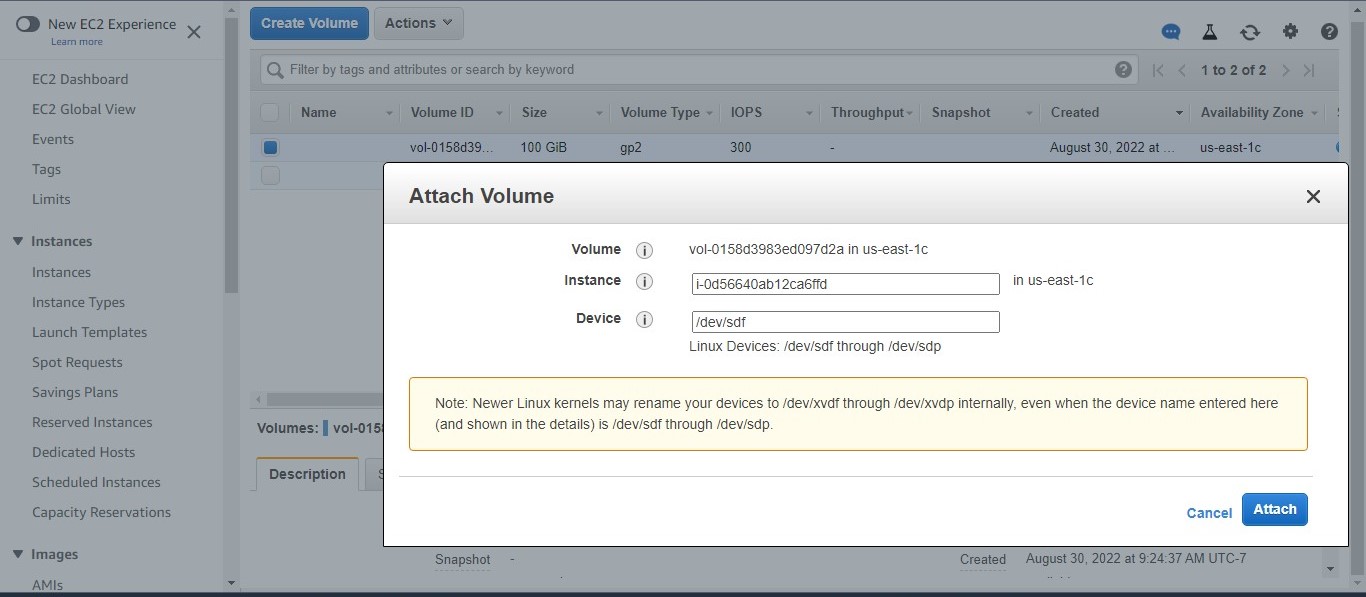 New EC2 Experience
Learn more
EC2 Dashboard
EC2 Global View
Events
Tags
Limits
Instances
Instances
Instance Types
Launch Templates
Spot Requests
Savings Plans
Reserved Instances
Dedicated Hosts
Scheduled Instances
Capacity Reservations
Images
AMIs
Create Volume Actions
Filter by tags and attributes or search by keyword
1 to 2 of 2
Name Volume ID Size Volume Type IOPS Throughput Snapshot Created Availability Zone
vol-0158d39... 100 GiB gp2 300 - August 30, 2022 at ... us-east-1c
Attach Volume
Volume i vol-0158d3983ed097d2a in us-east-1c
Instance i i-0d56640ab12ca6ffd in us-east-1c
Device i /dev/sdf
Linux Devices: /dev/sdf through /dev/sdp
Note: Newer Linux kernels may rename your devices to /dev/xvdf through /dev/xvdp internally, even when the device name entered here
(and shown in the details) is /dev/sdf through /dev/sdp.
Cancel Attach
Volumes: vol-0158
Description S
Snapshot - Created August 30, 2022 at 9:24:37 AM UTC-7